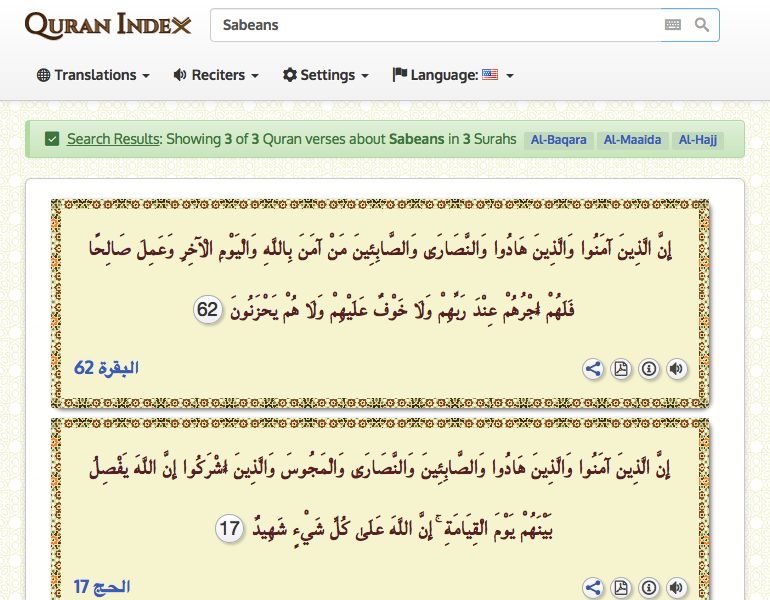 QURAN INDEX
Sabeans
Translations
Reciters
Settings
Language:
Search Results: Showing 3 of 3 Quran verses about Sabeans in 3 Surahs Al-Baqara Al-Maaida Al-Hajj
إِنَّ الَّذِينَ آمَنُوا وَالَّذِينَ هَادُوا وَالنَّصَارَى وَالصَّابِئِينَ مَنْ آمَنَ بِاللَّهِ وَالْيَوْمِ الْآخِرِ وَعَمِلَ صَالِحًا
فَلَهُمْ أَجْرُهُمْ عِنْدَ رَبِّهِمْ وَلَا خَوْفٌ عَلَيْهِمْ وَلَا هُمْ يَحْزَنُونَ 62
البقرة 62
إِنَّ الَّذِينَ آمَنُوا وَالَّذِينَ هَادُوا وَالصَّابِئِينَ وَالنَّصَارَى وَالْمَجُوسَ وَالَّذِينَ أَشْرَكُوا إِنَّ اللَّهَ يَفْصِلُ
بَيْنَهُمْ يَوْمَ الْقِيَامَةِ ۚ إِنَّ اللَّهَ عَلَىٰ كُلِّ شَيْءٍ شَهِيدٌ 17
الحج 17